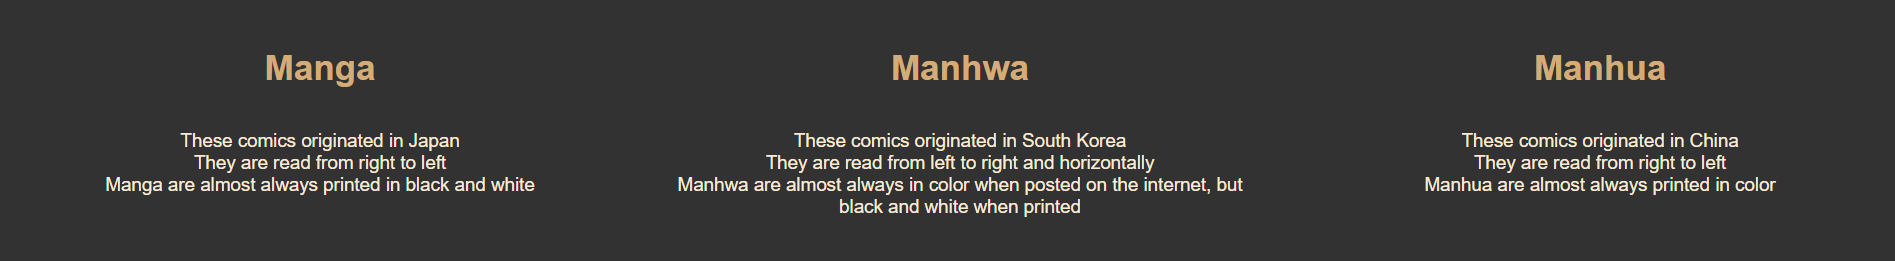 Manga
These comics originated in Japan
They are read from right to left
Manga are almost always printed in black and white
Manhwa
These comics originated in South Korea
They are read from left to right and horizontally
Manhwa are almost always in color when posted on the internet, but
black and white when printed
Manhua
These comics originated in China
They are read from right to left
Manhua are almost always printed in color